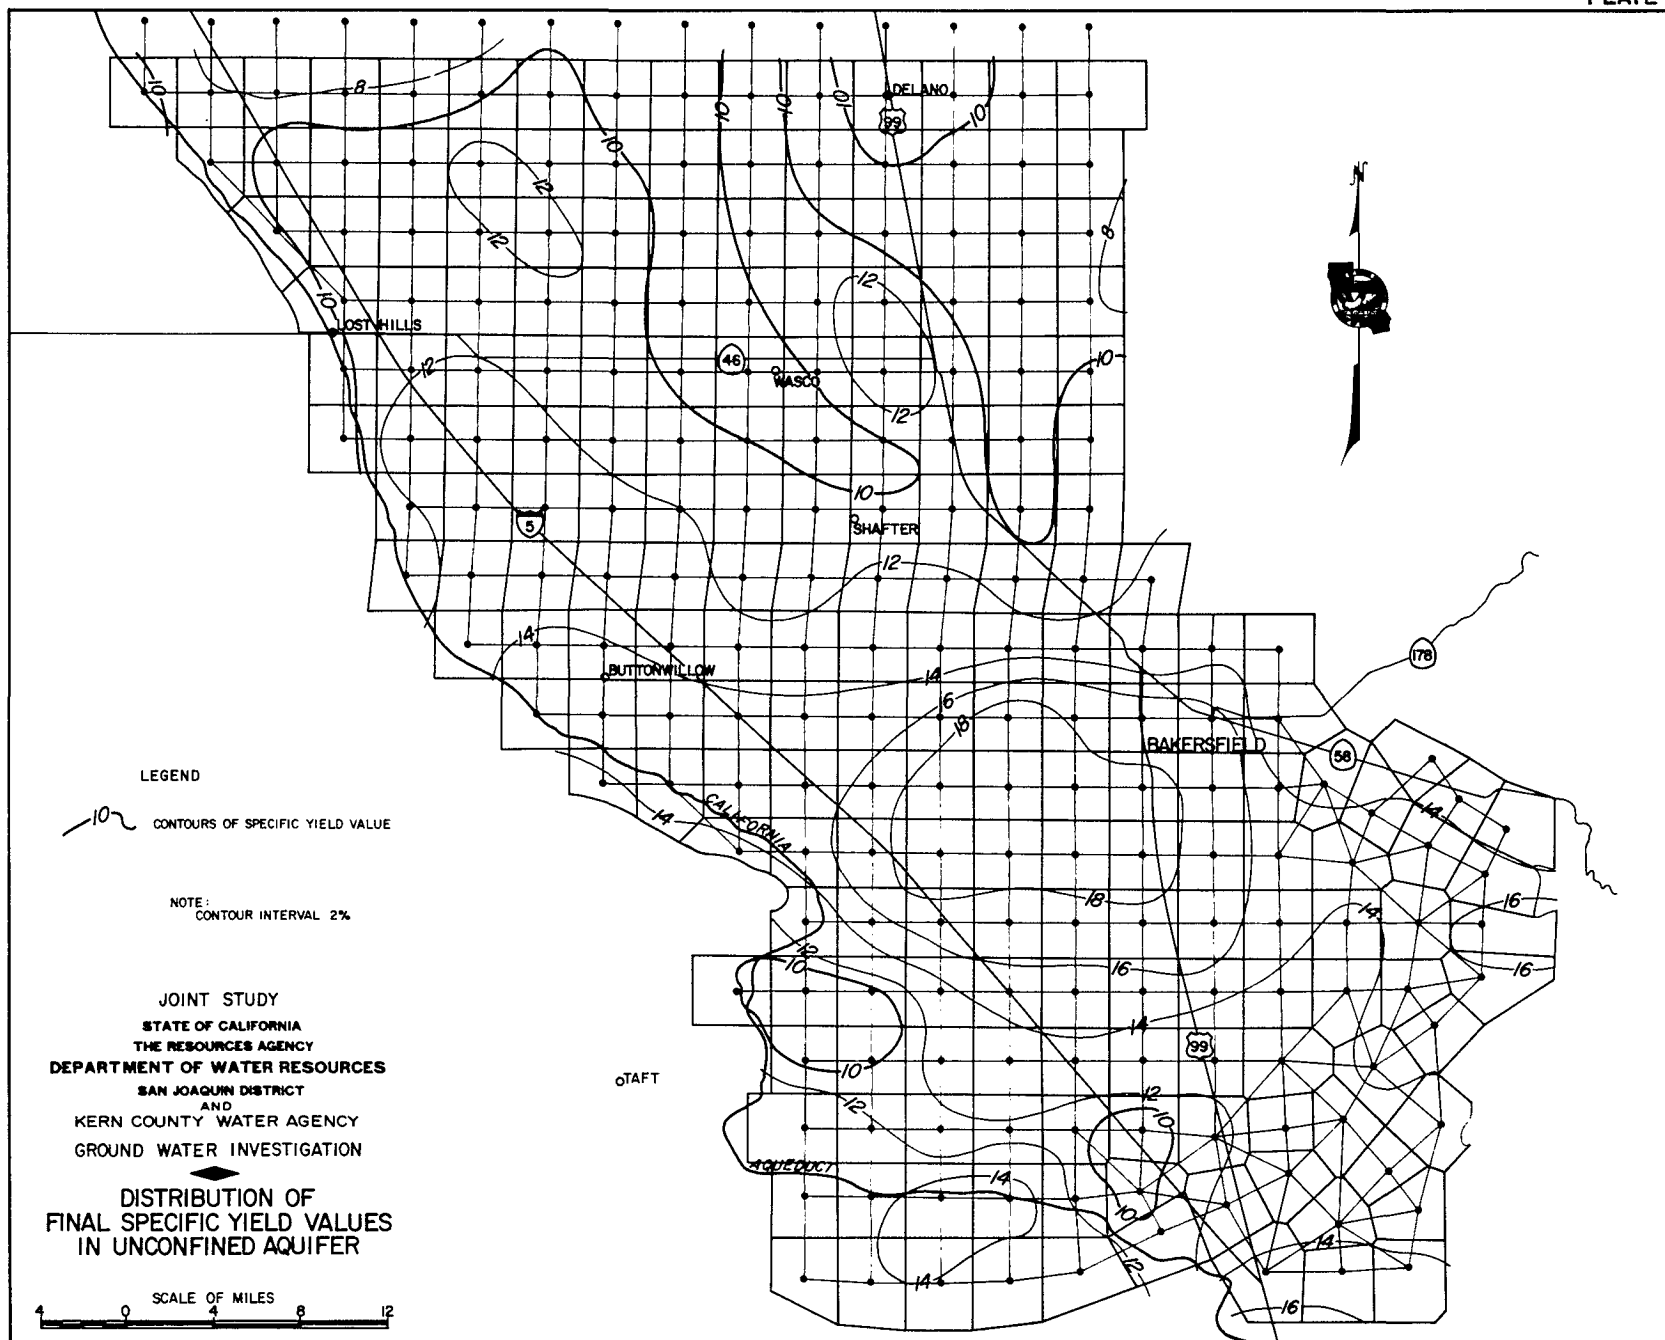 PLATE
10
8
DELANO
99
10
10
10
10
10
12
12
8
12
10
LOST HILLS
12
46
WASCO
10
12
10
5
SHAFTER
12
14
BUTTONWILLOW
14
178
6
18
BAKERSFIELD
58
LEGEND
10 CONTOURS OF SPECIFIC YIELD VALUE
CALIFORNIA
14
14
NOTE:
CONTOUR INTERVAL 2%
18
14
16
12
10
16
16
JOINT STUDY
STATE OF CALIFORNIA
THE RESOURCES AGENCY
DEPARTMENT OF WATER RESOURCES
SAN JOAQUIN DISTRICT
AND
KERN COUNTY WATER AGENCY
GROUND WATER INVESTIGATION
14
99
10
TAFT
12
12
10
AQUEDUCT
14
10
DISTRIBUTION OF
FINAL SPECIFIC YIELD VALUES
IN UNCONFINED AQUIFER
14
12
14
16
SCALE OF MILES
4 0 4 8 12
N